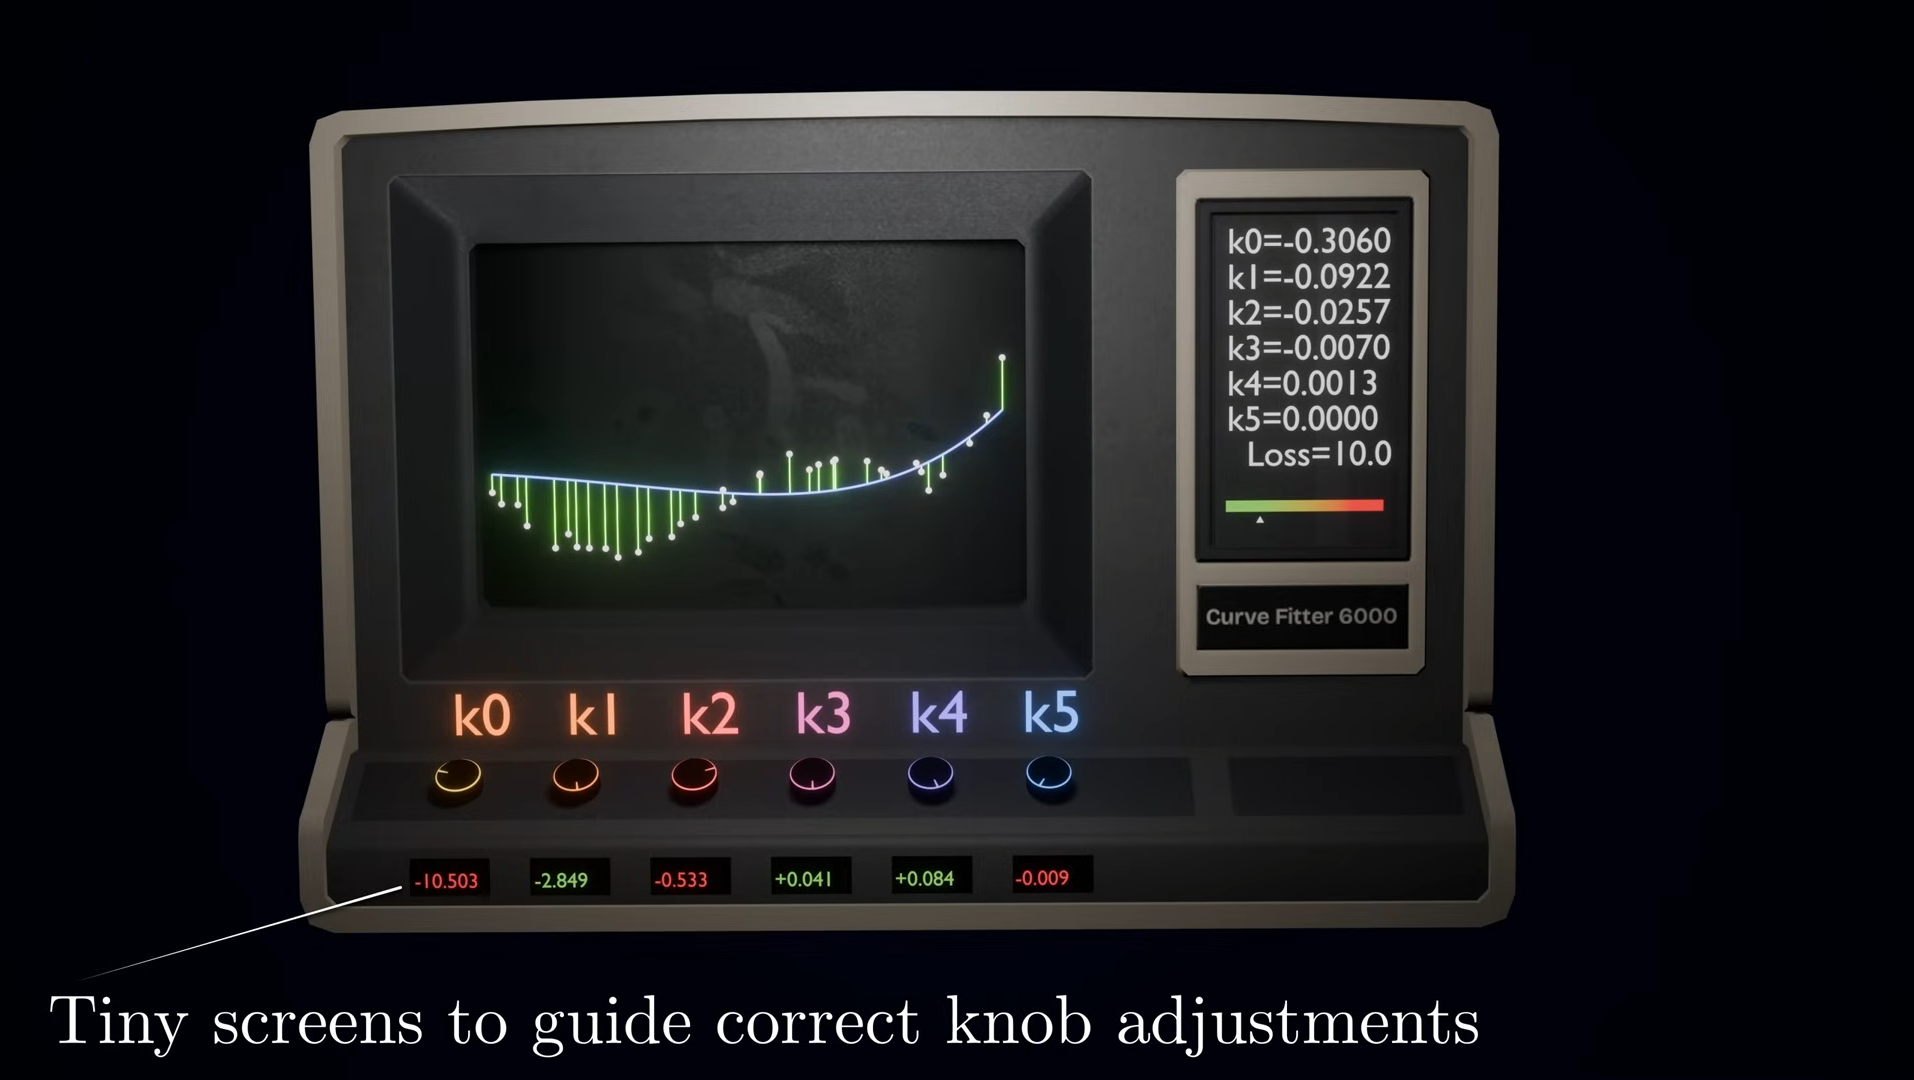 k0=-0.3060
k1=-0.0922
k2=-0.0257
k3=-0.0070
k4=0.0013
k5=0.0000
Loss=10.0
Curve Fitter 6000
k0 k1 k2 k3 k4 k5
-10.503 -2.849 -0.533 +0.041 +0.084 -0.009
Tiny screens to guide correct knob adjustments